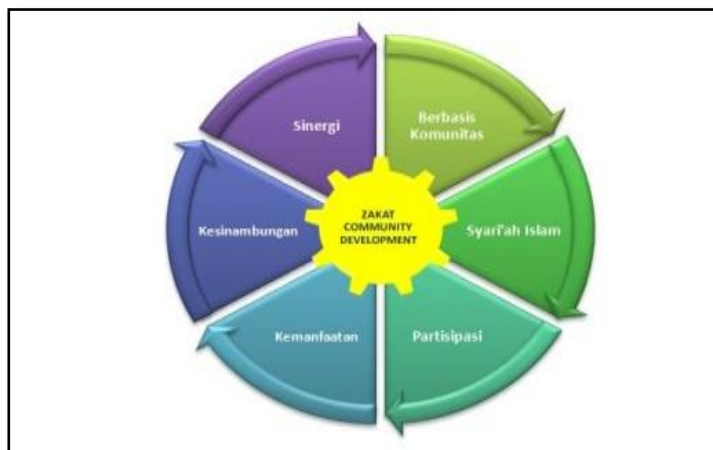 Sinergi
Berbasis
Komunitas
Kesinambungan
ZAKAT
COMMUNITY
DEVELOPMENT
Syari'ah Islam
Kemanfaatan
Partisipasi